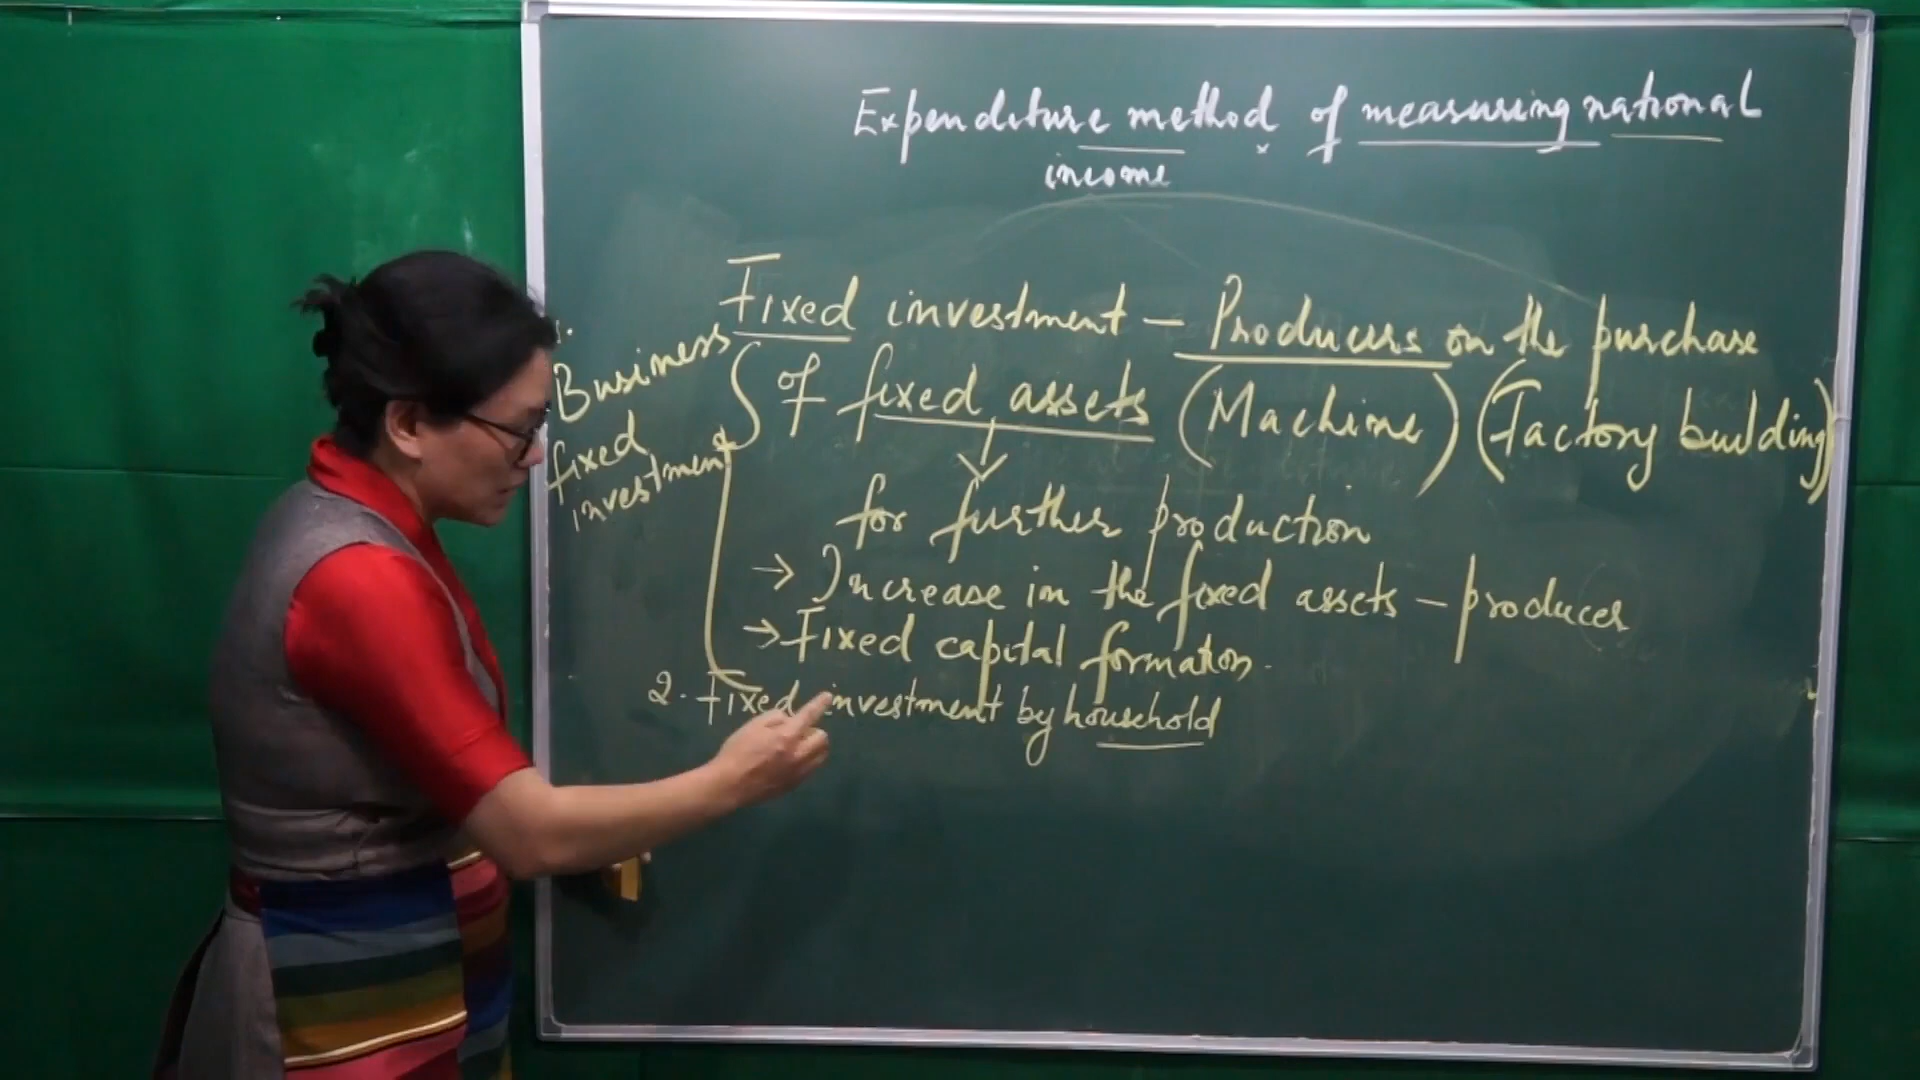 Expenditure method of measuring national
income
Fixed investment – Producers on the purchase
of fixed assets (Machine) (Factory building)
for further production
→ Increase in the fixed assets – producer
→ Fixed capital formation.
1.
Business
fixed
investment
2. Fixed investment by household